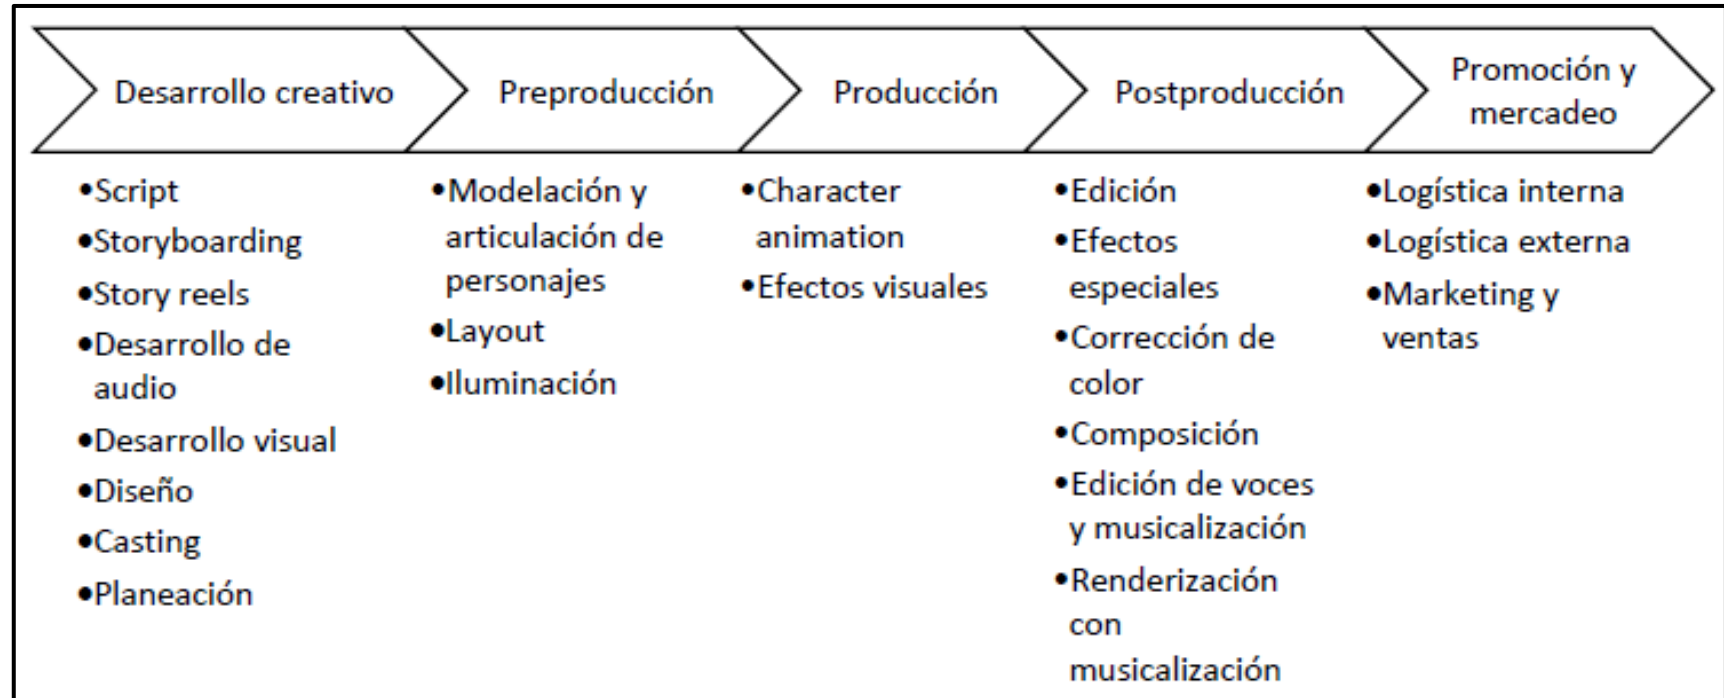 Desarrollo creativo
Preproducción
Producción
Postproducción
Promoción y
mercadeo
•Script
•Storyboarding
•Story reels
•Desarrollo de
audio
•Desarrollo visual
•Diseño
•Casting
•Planeación
•Modelación y
articulación de
personajes
•Layout
•Iluminación
•Character
animation
•Efectos visuales
•Edición
•Efectos
especiales
•Corrección de
color
•Composición
•Edición de voces
y musicalización
•Renderización
con
musicalización
•Logística interna
•Logística externa
•Marketing y
ventas